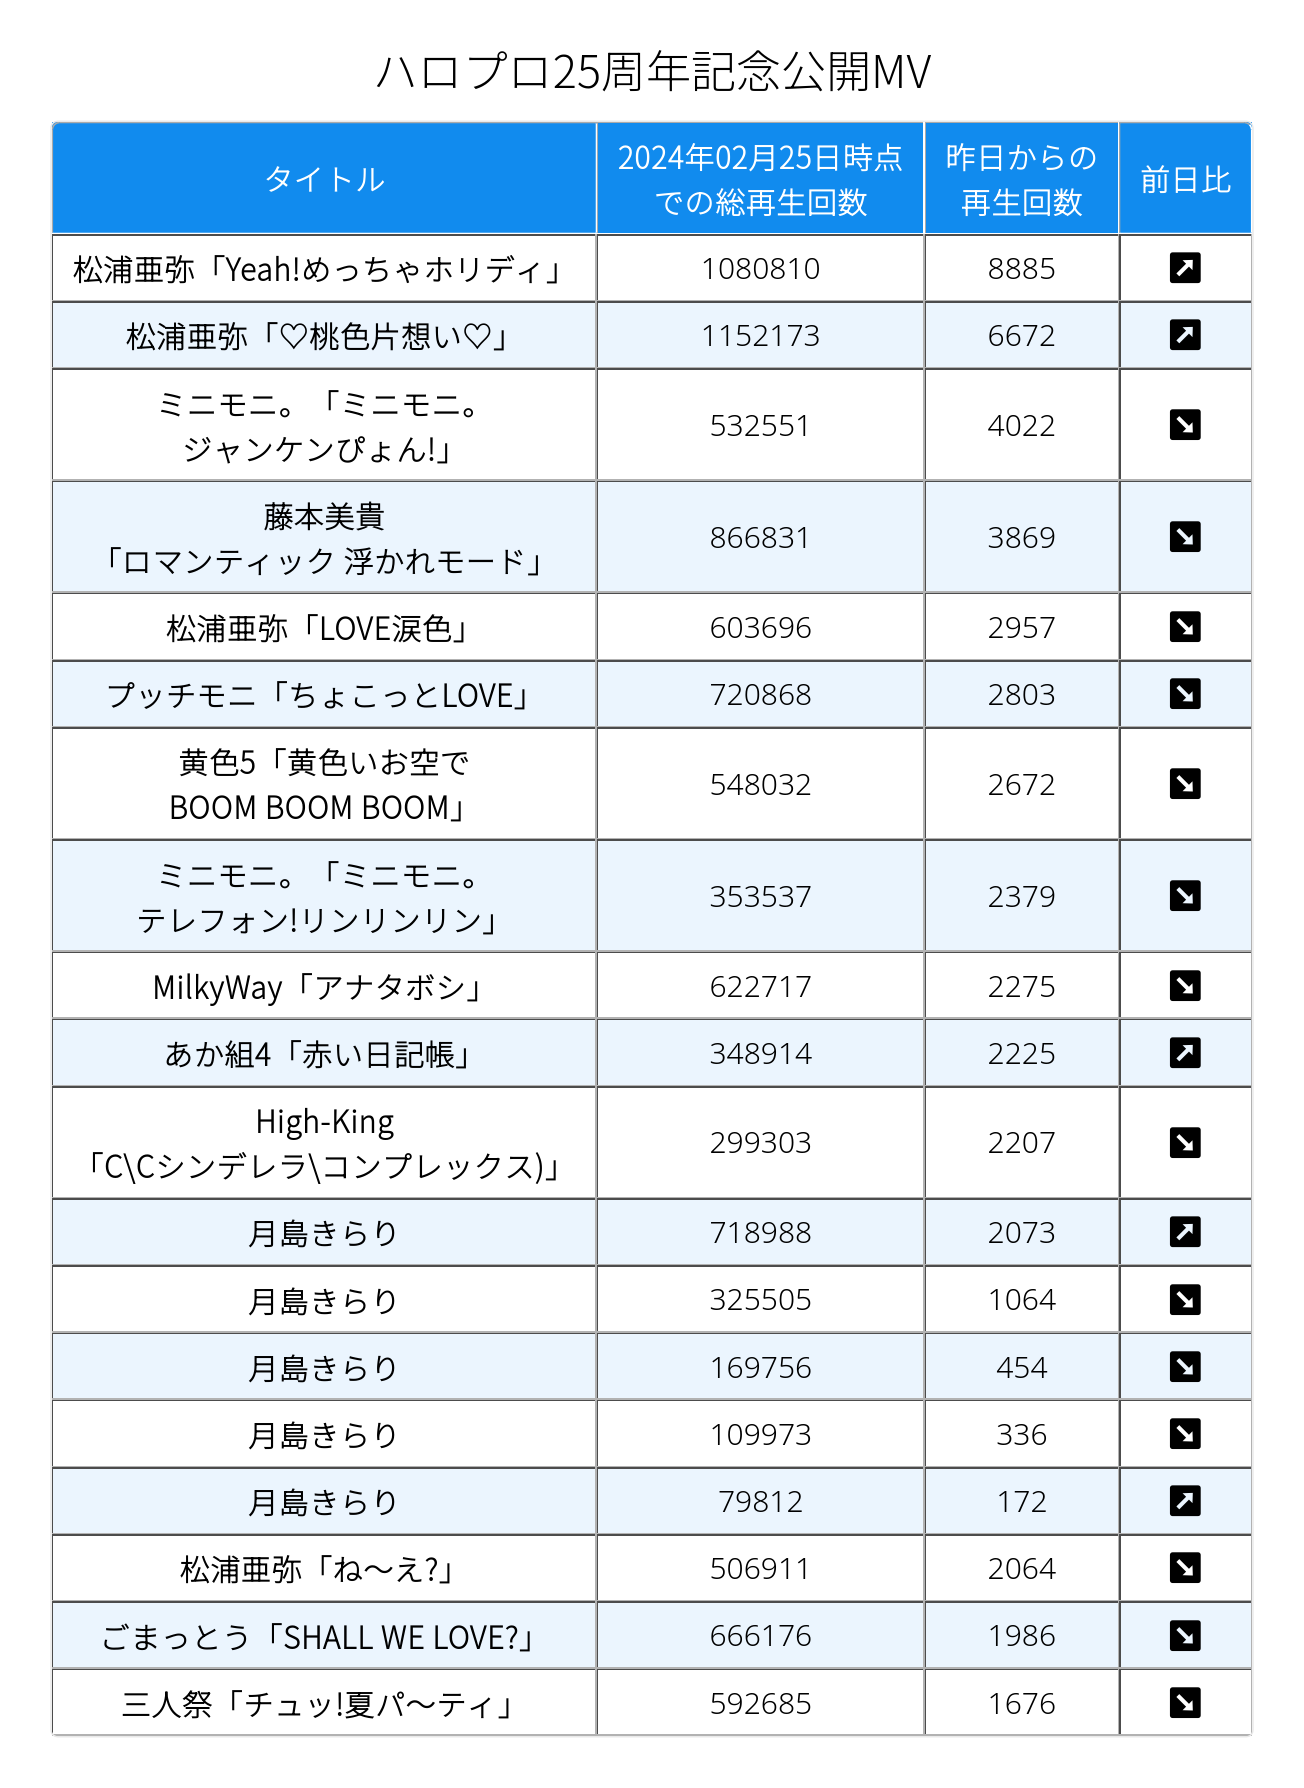 ハロプロ25周年記念公開MV
タイトル
2024年02月25日時点
での総再生回数
昨日からの
再生回数
前日比
松浦亜弥「Yeah!めっちゃホリディ」 1080810 8885
松浦亜弥「♡桃色片想い♡」 1152173 6672
ミニモニ。「ミニモニ。
ジャンケンぴょん!」 532551 4022
藤本美貴
「ロマンティック 浮かれモード」 866831 3869
松浦亜弥「LOVE涙色」 603696 2957
プッチモニ「ちょこっとLOVE」 720868 2803
黄色5「黄色いお空で
BOOM BOOM BOOM」 548032 2672
ミニモニ。「ミニモニ。
テレフォン!リンリンリン」 353537 2379
MilkyWay「アナタボシ」 622717 2275
あか組4「赤い日記帳」 348914 2225
High-King
「C\Cシンデレラ\コンプレックス)」 299303 2207
月島きらり 718988 2073
月島きらり 325505 1064
月島きらり 169756 454
月島きらり 109973 336
月島きらり 79812 172
松浦亜弥「ね〜え?」 506911 2064
ごまっとう「SHALL WE LOVE?」 666176 1986
三人祭「チュッ!夏パ〜ティ」 592685 1676